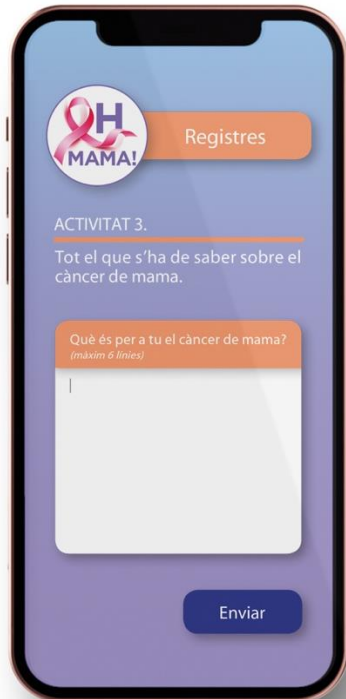 OH
MAMA!
Registres
ACTIVITAT 3.
Tot el que s’ha de saber sobre el
càncer de mama.
Què és per a tu el càncer de mama?
(màxim 6 línies)
Enviar